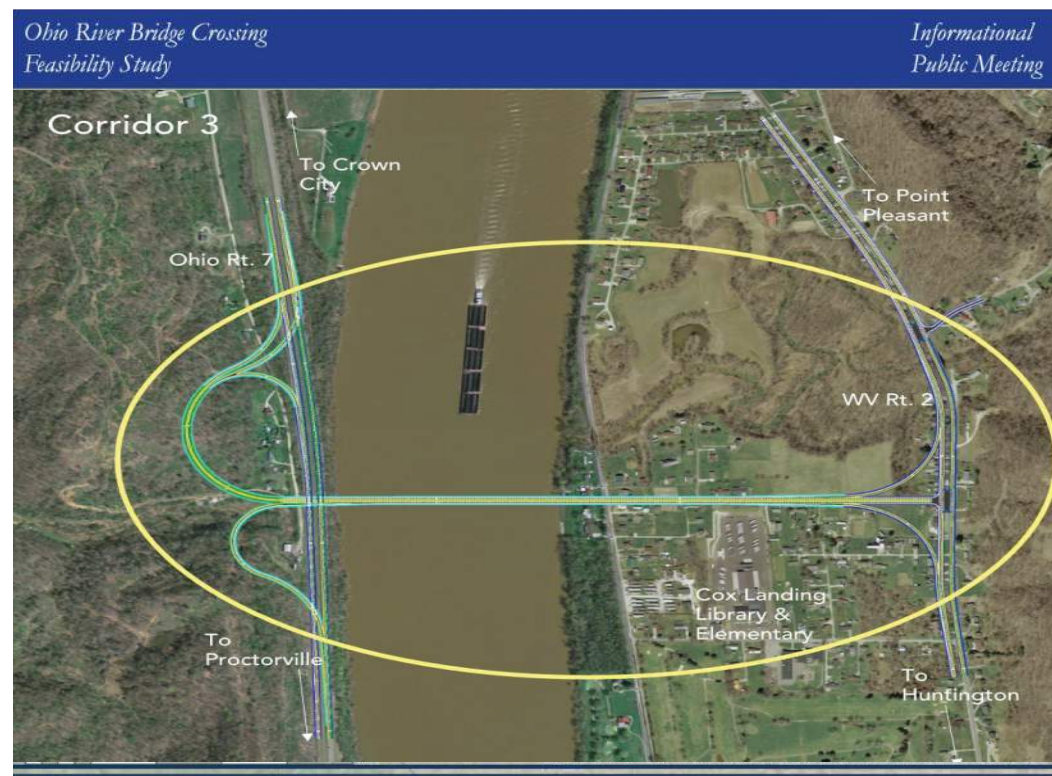 Ohio River Bridge Crossing
Feasibility Study
Informational
Public Meeting
Corridor 3
To Crown
City
To Point
Pleasant
Ohio Rt. 7
WV Rt. 2
Cox Landing
Library &
Elementary
To
Proctorville
To
Huntington